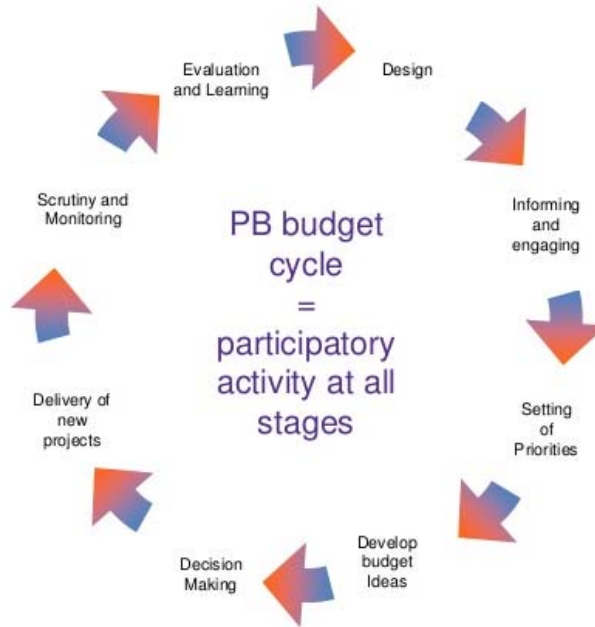 Evaluation
and Learning
Design
Informing
and
engaging
Setting
of
Priorities
Develop
budget
Ideas
Decision
Making
Delivery of
new
projects
Scrutiny and
Monitoring
PB budget
cycle
=
participatory
activity at all
stages